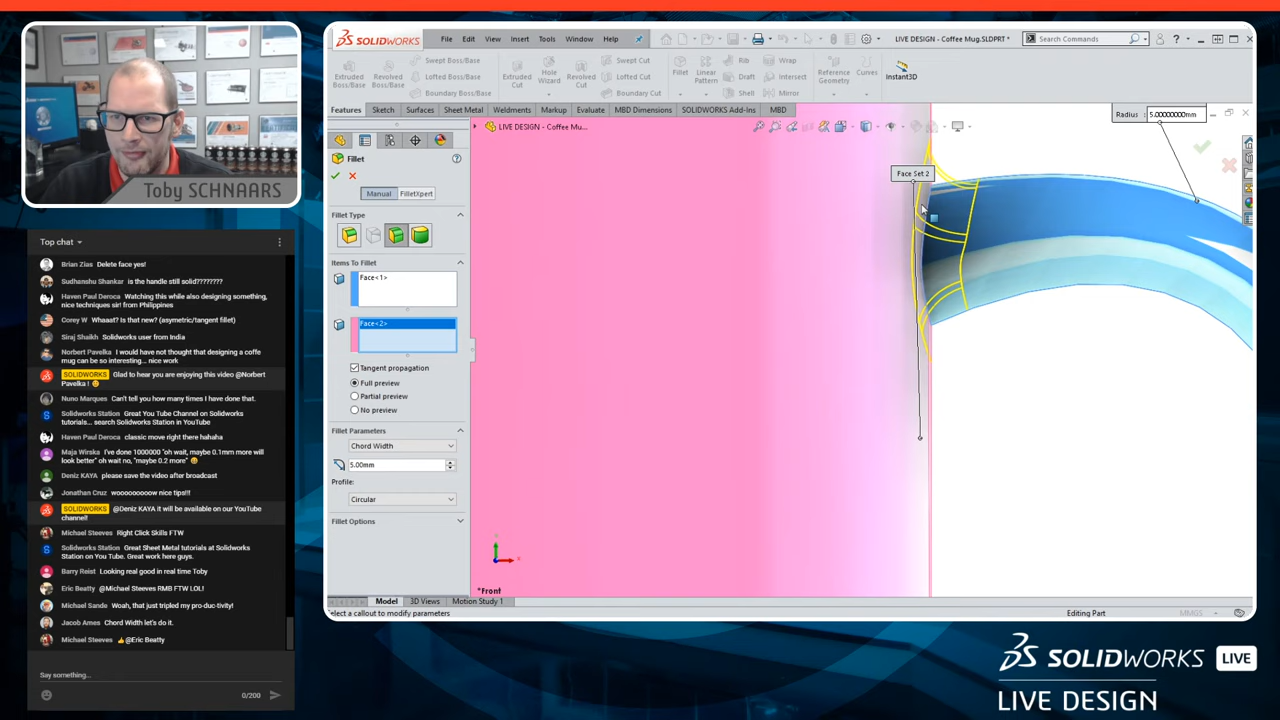 Toby SCHNAARS
Top chat
Brian Zias Delete face yes!
Sudhanshu Shankar is the handle still solid????????
Haven Paul Deroca Watching this while also designing something,
nice techniques sir! from Philippines
Corey W Whaaat? Is that new? (asymetric/tangent fillet)
Siraj Shaikh Solidworks user from India
Norbert Pavelka I would have not thought that designing a coffe
mug can be so interesting... nice work
SOLIDWORKS Glad to hear you are enjoying this video @Norbert
Pavelka !
Nuno Marques Can't tell you how many times I have done that.
Solidworks Station Great You Tube Channel on Solidworks
tutorials... search Solidworks Station in YouTube
Haven Paul Deroca classic move right there hahaha
Maja Wirska I've done 1000000 "oh wait, maybe 0.1mm more will
look better" oh wait no, "maybe 0.2 more"
Deniz KAYA please save the video after broadcast
Jonathan Cruz wooooooooow nice tips!!!
SOLIDWORKS @Deniz KAYA it will be available on our YouTube
channel!
Michael Steeves Right Click Skills FTW
Solidworks Station Great Sheet Metal tutorials at Solidworks
Station on You Tube. Great work here guys.
Barry Reist Looking real good in real time Toby
Eric Beatty @Michael Steeves RMB FTW LOL!
Michael Sande Woah, that just tripled my pro-duc-tivity!
Jacob Ames Chord Width let's do it.
Michael Steeves 👍@Eric Beatty
Say something...
0/200
SOLIDWORKS
File Edit View Insert Tools Window Help
LIVE DESIGN - Coffee Mug.SLDPRT *
Search Commands
Extruded Boss/Base
Revolved Boss/Base
Swept Boss/Base
Lofted Boss/Base
Boundary Boss/Base
Extruded Cut
Hole Wizard
Revolved Cut
Swept Cut
Lofted Cut
Boundary Cut
Fillet
Linear Pattern
Rib
Draft
Shell
Wrap
Intersect
Mirror
Reference Geometry
Curves
Instant3D
Features Sketch Surfaces Sheet Metal Weldments Markup Evaluate MBD Dimensions SOLIDWORKS Add-Ins MBD
LIVE DESIGN - Coffee Mu...
Radius : 5.00000000mm
Fillet
Manual FilletXpert
Fillet Type
Items To Fillet
Face<1>
Face<2>
Tangent propagation
Full preview
Partial preview
No preview
Fillet Parameters
Chord Width
5.00mm
Profile:
Circular
Fillet Options
Face Set 2
*Front
Model 3D Views Motion Study 1
Select a callout to modify parameters
Editing Part
MMGS
SOLIDWORKS LIVE
LIVE DESIGN